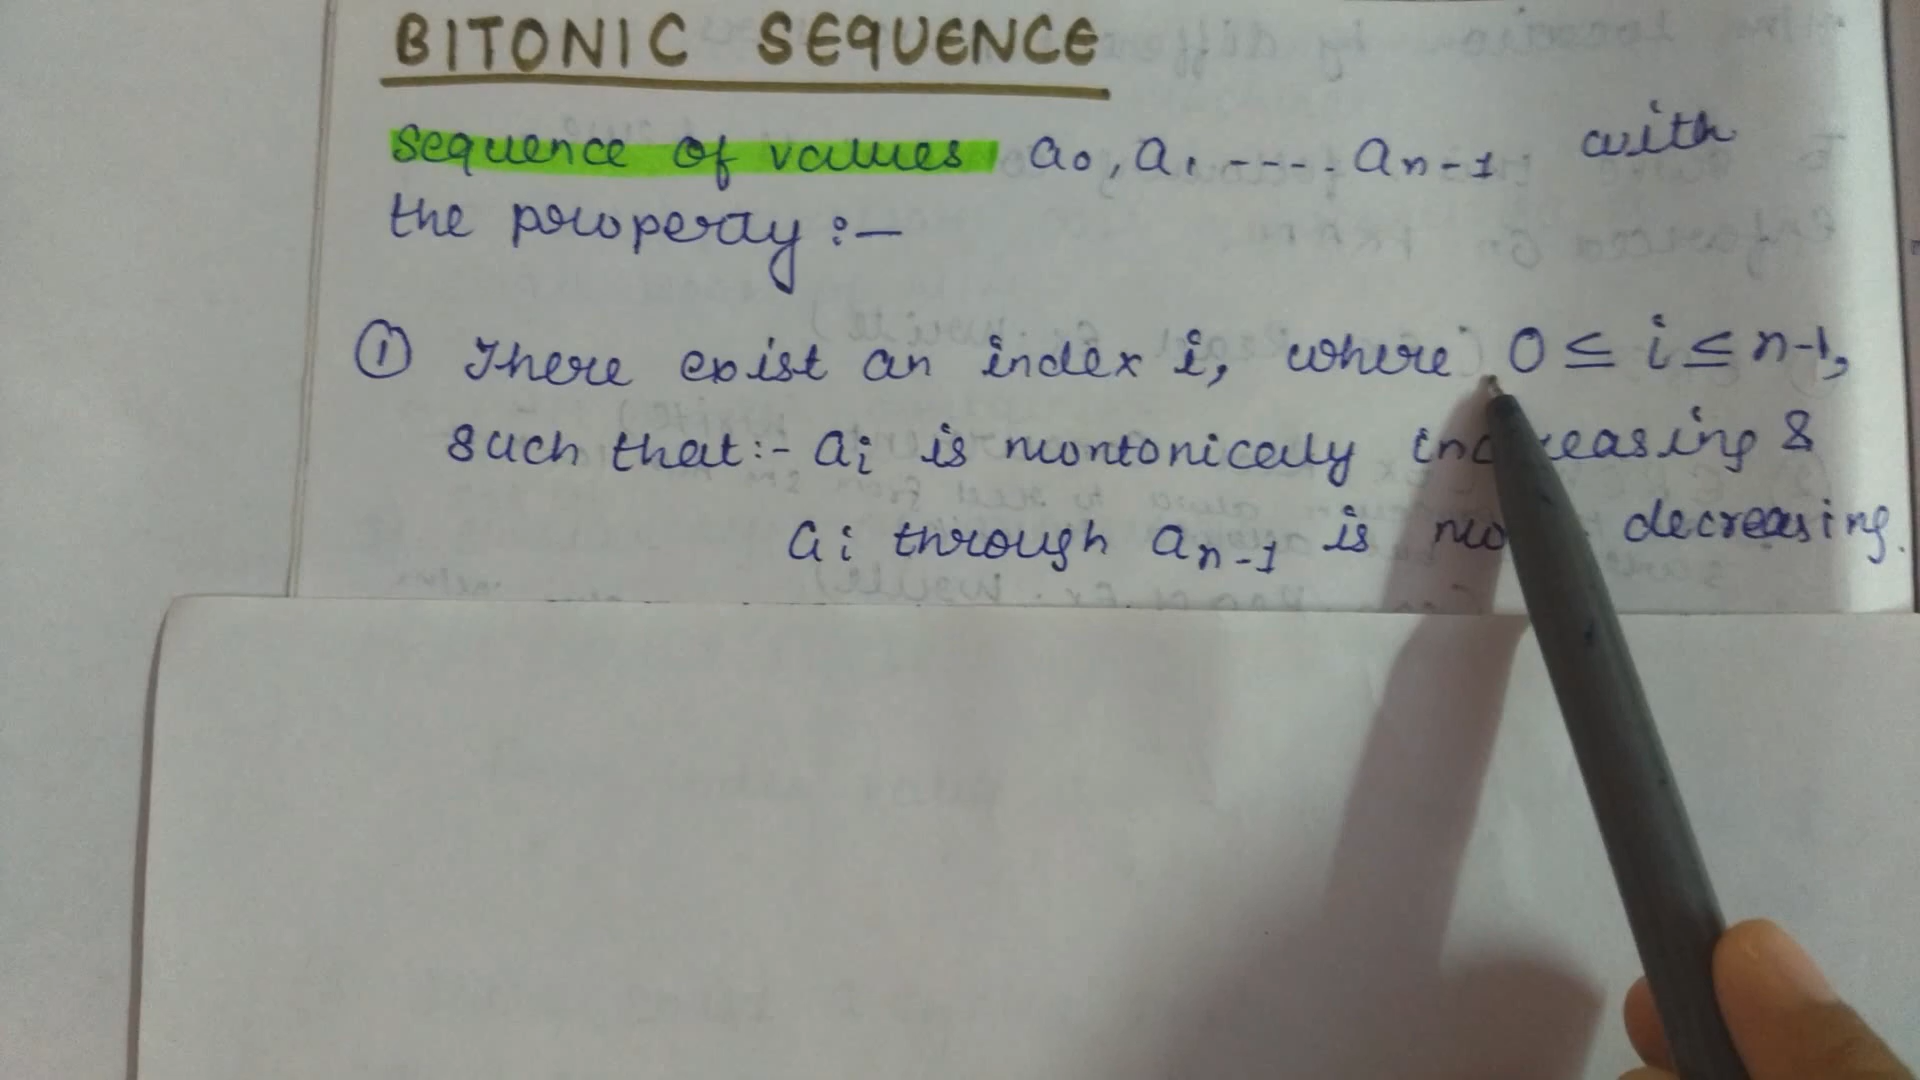 BITONIC SEQUENCE
Sequence of values a₀, a₁ ---- aₙ₋₁ with
the property :-
① There exist an index i, where 0 ≤ i ≤ n-1,
such that:- aᵢ is montonically increasing &
aᵢ through aₙ₋₁ is decreasing.